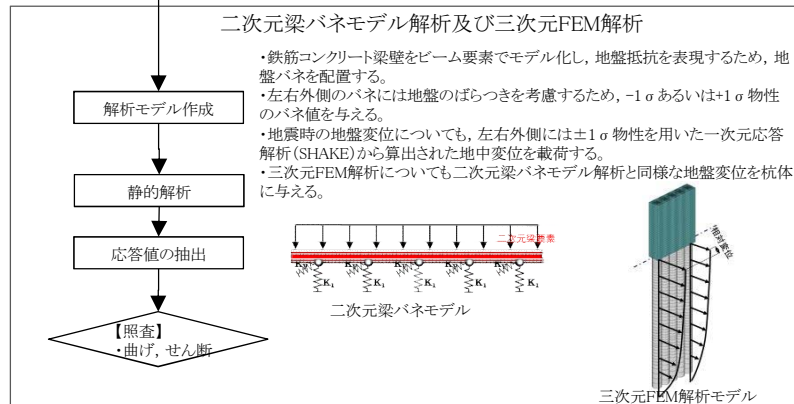 二次元梁バネモデル解析及び三次元FEM解析
・鉄筋コンクリート梁壁をビーム要素でモデル化し, 地盤抵抗を表現するため, 地
盤バネを配置する。
・左右外側のバネには地盤のばらつきを考慮するため, -1σあるいは+1σ物性
のバネ値を与える。
・地震時の地盤変位についても, 左右外側には±1σ物性を用いた一次元応答
解析(SHAKE)から算出された地中変位を載荷する。
・三次元FEM解析についても二次元梁バネモデル解析と同様な地盤変位を杭体
に与える。
解析モデル作成
静的解析
応答値の抽出
【照査】
・曲げ, せん断
二次元梁要素
K₁
K₁
K₁
K₁
K₁
二次元梁バネモデル
相対変位
三次元FEM解析モデル